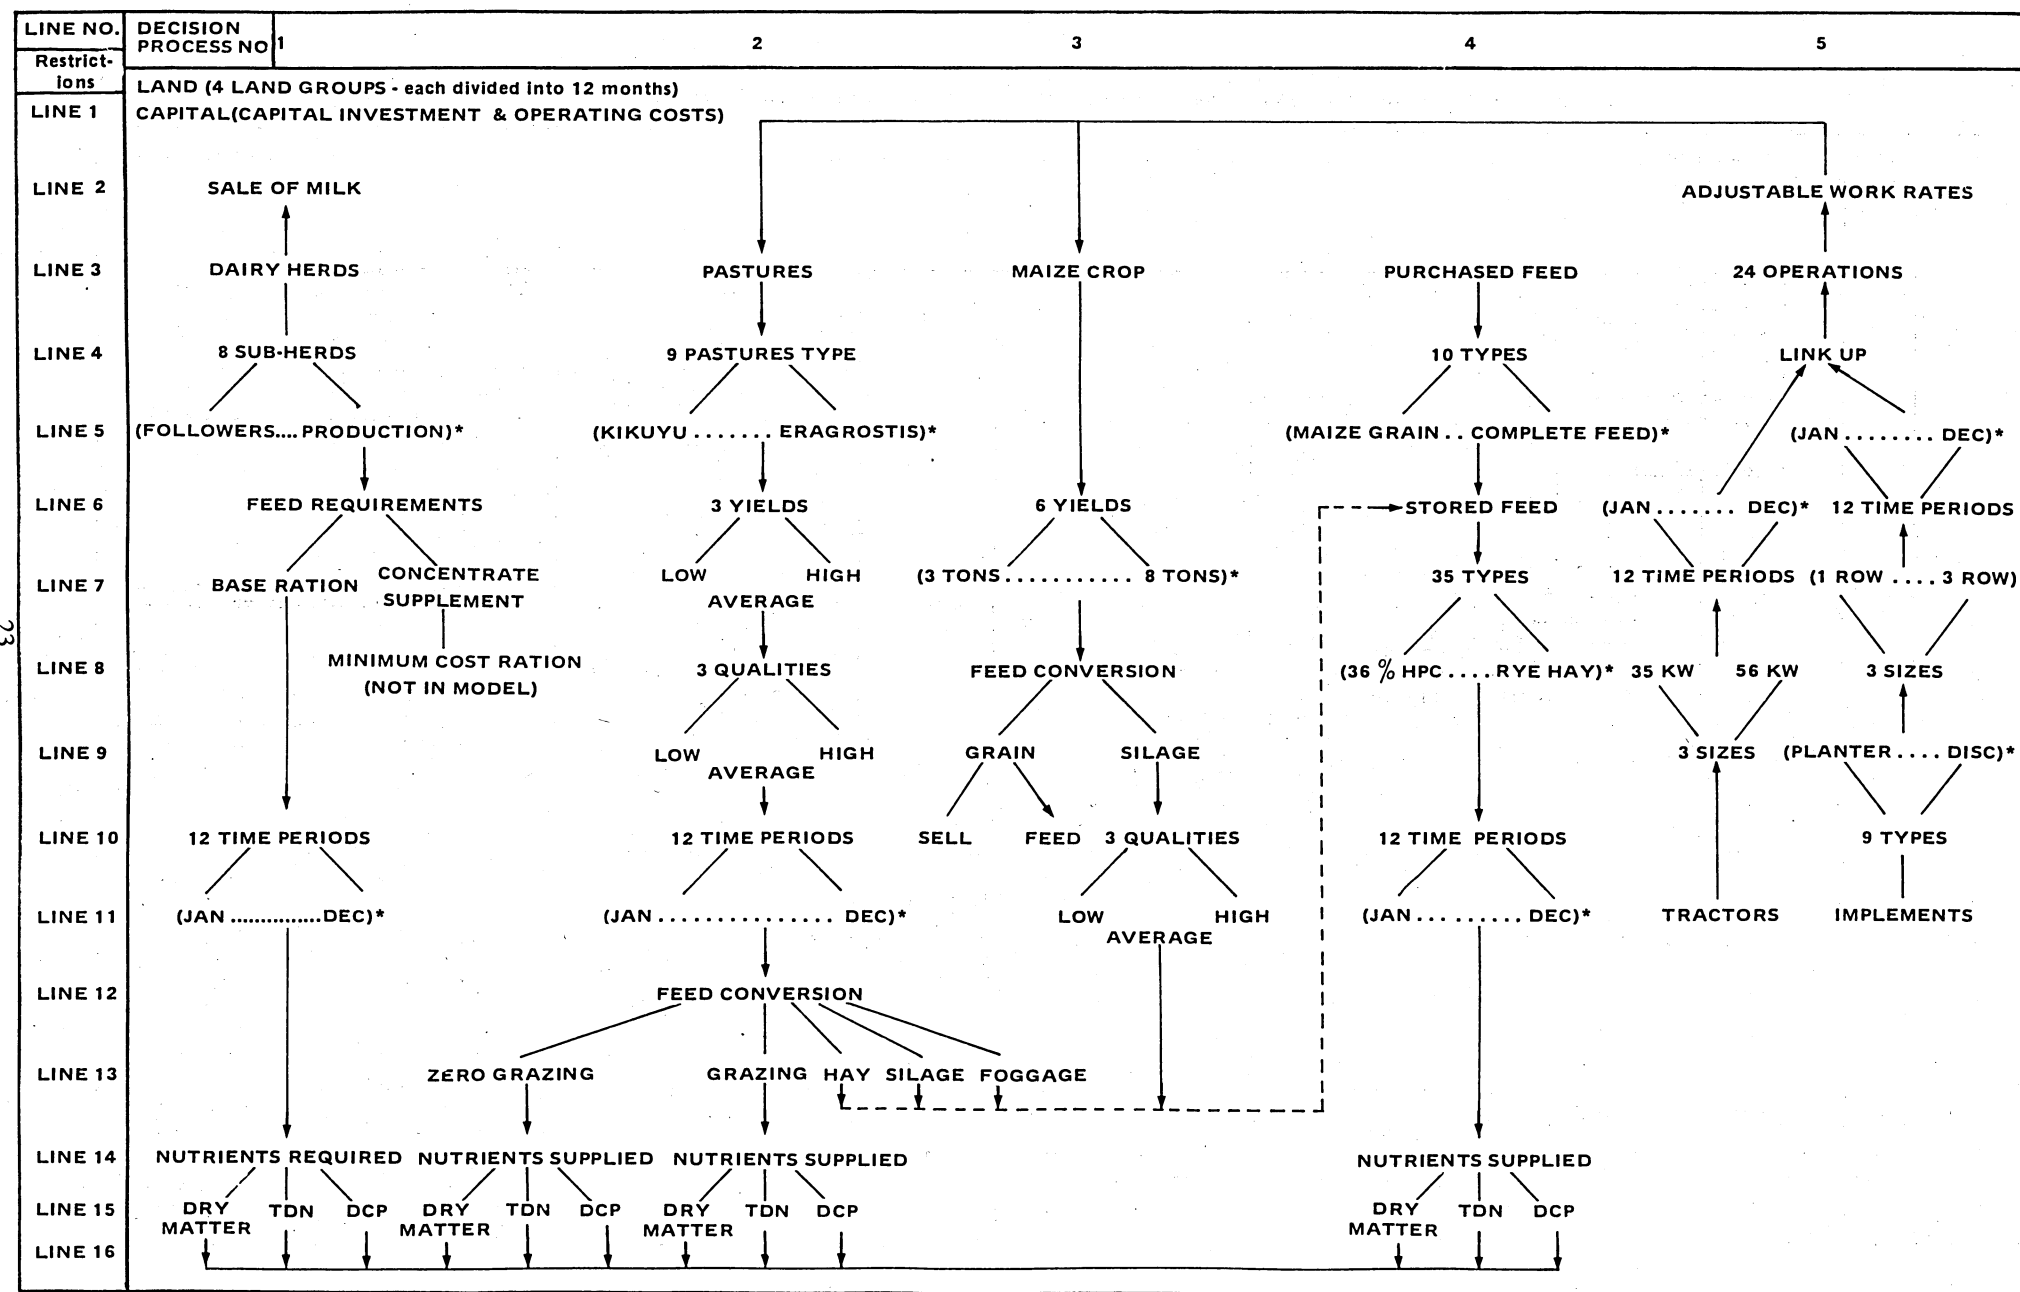 LINE NO. DECISION PROCESS NO 1 2 3 4 5
Restrict-
ions
LAND (4 LAND GROUPS - each divided into 12 months)
LINE 1 CAPITAL(CAPITAL INVESTMENT & OPERATING COSTS)
LINE 2 SALE OF MILK ADJUSTABLE WORK RATES
LINE 3 DAIRY HERDS PASTURES MAIZE CROP PURCHASED FEED 24 OPERATIONS
LINE 4 8 SUB-HERDS 9 PASTURES TYPE 10 TYPES LINK UP
LINE 5 (FOLLOWERS.... PRODUCTION)* (KIKUYU ....... ERAGROSTIS)* (MAIZE GRAIN .. COMPLETE FEED)* (JAN ........ DEC)*
LINE 6 FEED REQUIREMENTS 3 YIELDS 6 YIELDS STORED FEED (JAN ....... DEC)* 12 TIME PERIODS
LINE 7 BASE RATION CONCENTRATE SUPPLEMENT LOW AVERAGE HIGH (3 TONS ........... 8 TONS)* 35 TYPES 12 TIME PERIODS (1 ROW .... 3 ROW)
LINE 8 MINIMUM COST RATION (NOT IN MODEL) 3 QUALITIES FEED CONVERSION (36 % HPC .... RYE HAY)* 35 KW 56 KW 3 SIZES
LINE 9 LOW AVERAGE HIGH GRAIN SILAGE 3 SIZES (PLANTER .... DISC)*
LINE 10 12 TIME PERIODS 12 TIME PERIODS SELL FEED 3 QUALITIES 12 TIME PERIODS 9 TYPES
LINE 11 (JAN ...............DEC)* (JAN ............... DEC)* LOW AVERAGE HIGH (JAN ......... DEC)* TRACTORS IMPLEMENTS
LINE 12 FEED CONVERSION
LINE 13 ZERO GRAZING GRAZING HAY SILAGE FOGGAGE
LINE 14 NUTRIENTS REQUIRED NUTRIENTS SUPPLIED NUTRIENTS SUPPLIED NUTRIENTS SUPPLIED
LINE 15 DRY MATTER TDN DCP DRY MATTER TDN DCP DRY MATTER TDN DCP DRY MATTER TDN DCP
LINE 16
23